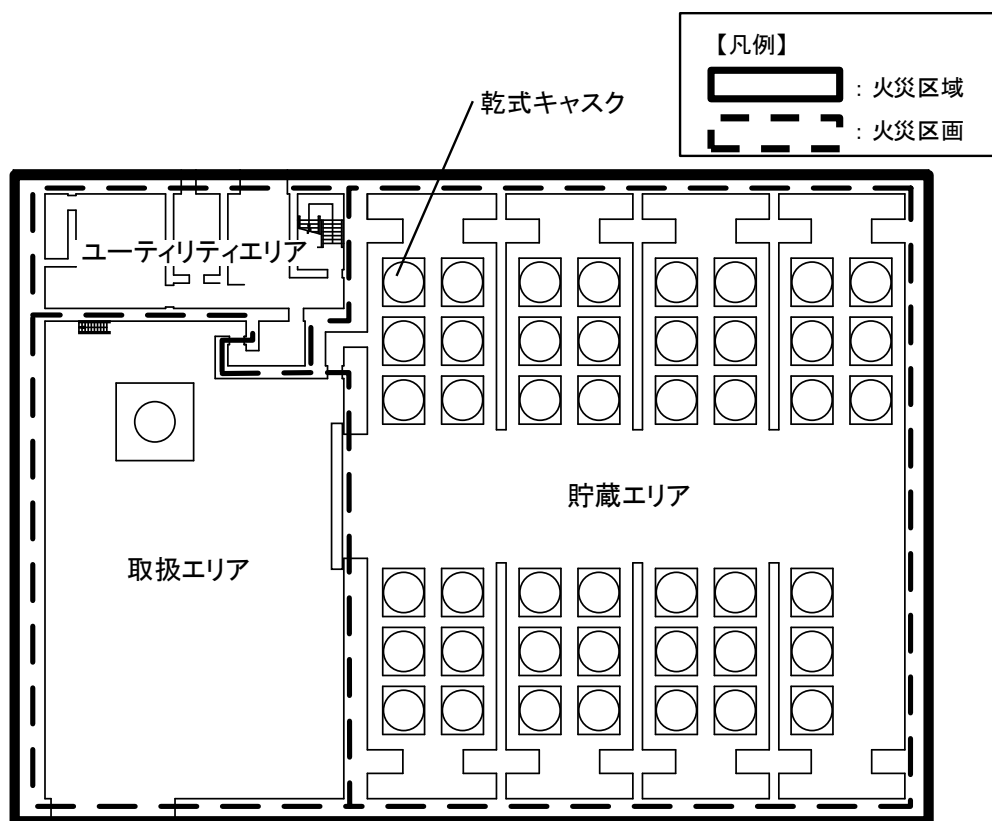 【凡例】
: 火災区域
: 火災区画
乾式キャスク
ユーティリティエリア
貯蔵エリア
取扱エリア